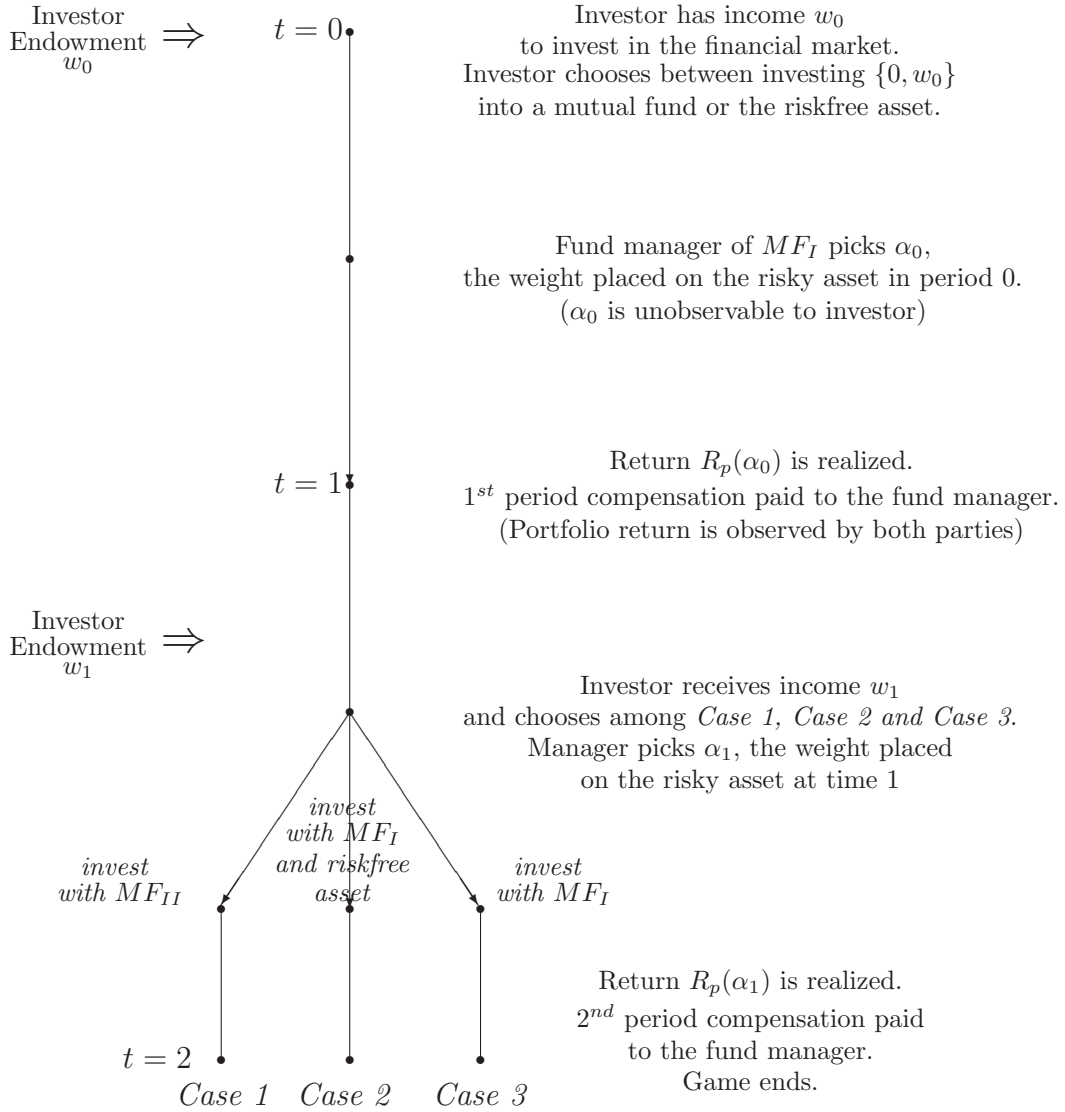 Investor
Endowment ⇒
w₀
t = 0
Investor has income w₀
to invest in the financial market.
Investor chooses between investing {0, w₀}
into a mutual fund or the riskfree asset.
Fund manager of MF_I picks α₀,
the weight placed on the risky asset in period 0.
(α₀ is unobservable to investor)
t = 1
Return R_p(α₀) is realized.
1ˢᵗ period compensation paid to the fund manager.
(Portfolio return is observed by both parties)
Investor
Endowment ⇒
w₁
Investor receives income w₁
and chooses among Case 1, Case 2 and Case 3.
Manager picks α₁, the weight placed
on the risky asset at time 1
invest
with MF_II
invest
with MF_I
and riskfree
asset
invest
with MF_I
Return R_p(α₁) is realized.
2ⁿᵈ period compensation paid
to the fund manager.
Game ends.
t = 2
Case 1 Case 2 Case 3